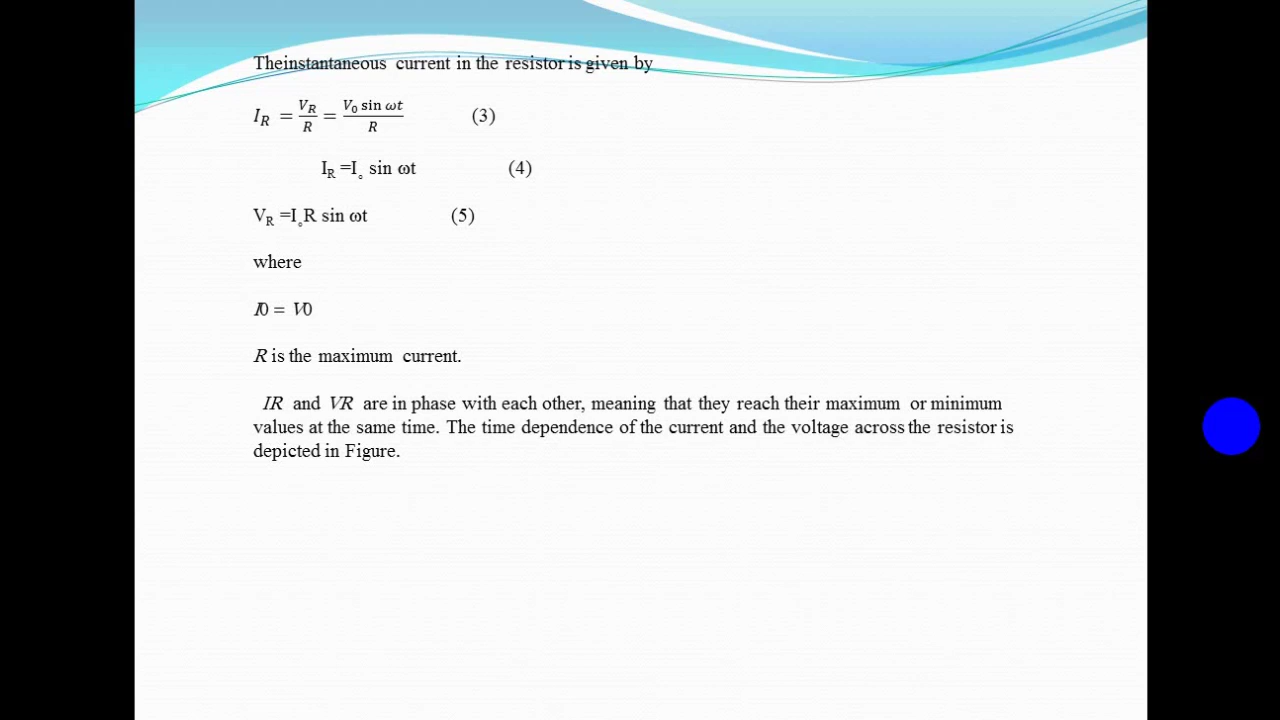 Theinstantaneous current in the resistor is given by
I_R = V_R/R = V_0 sin ωt/R (3)
I_R =I_° sin ωt (4)
V_R =I_°R sin ωt (5)
where
I0 = V0
R is the maximum current.
IR and VR are in phase with each other, meaning that they reach their maximum or minimum
values at the same time. The time dependence of the current and the voltage across the resistor is
depicted in Figure.